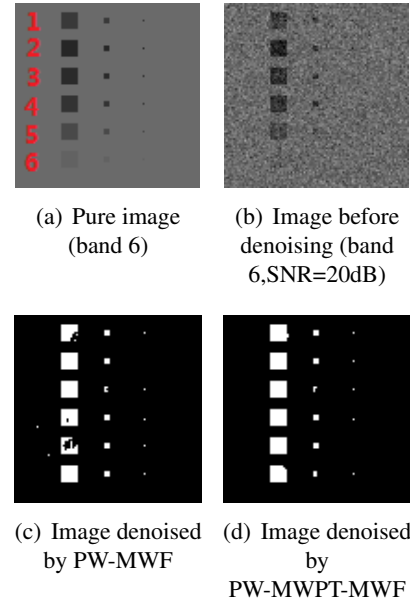 1
2
3
4
5
6
(a) Pure image
(band 6)
(b) Image before
denoising (band
6,SNR=20dB)
(c) Image denoised
by PW-MWF
(d) Image denoised
by
PW-MWPT-MWF